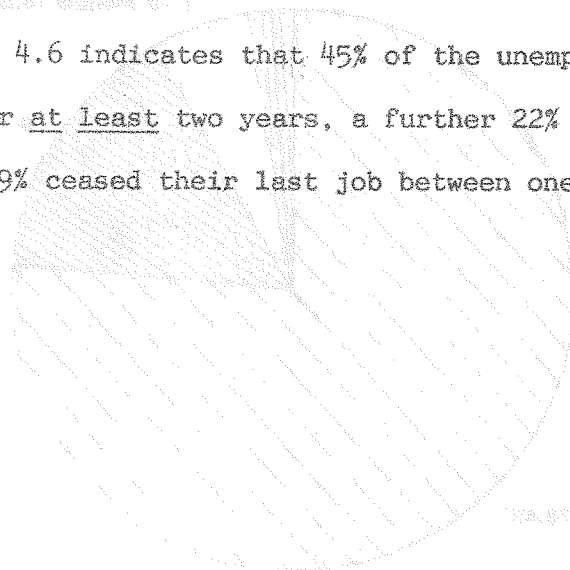 4.6 indicates that 45% of the unemp
r at least two years, a further 22%
9% ceased their last job between one